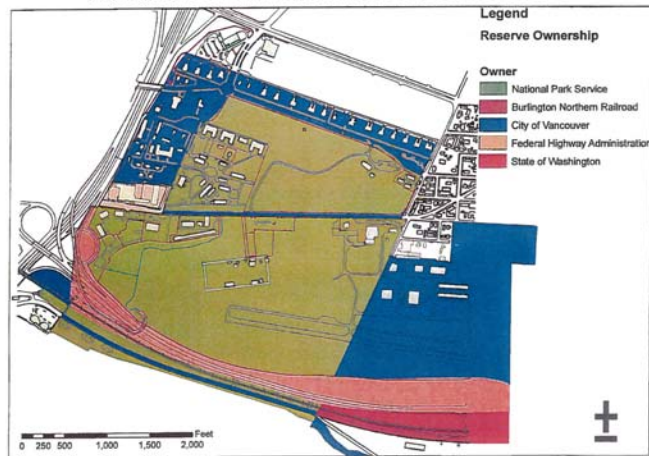 Legend
Reserve Ownership
Owner
National Park Service
Burlington Northern Railroad
City of Vancouver
Federal Highway Administration
State of Washington
Feet
0 250 500 1,000 1,500 2,000